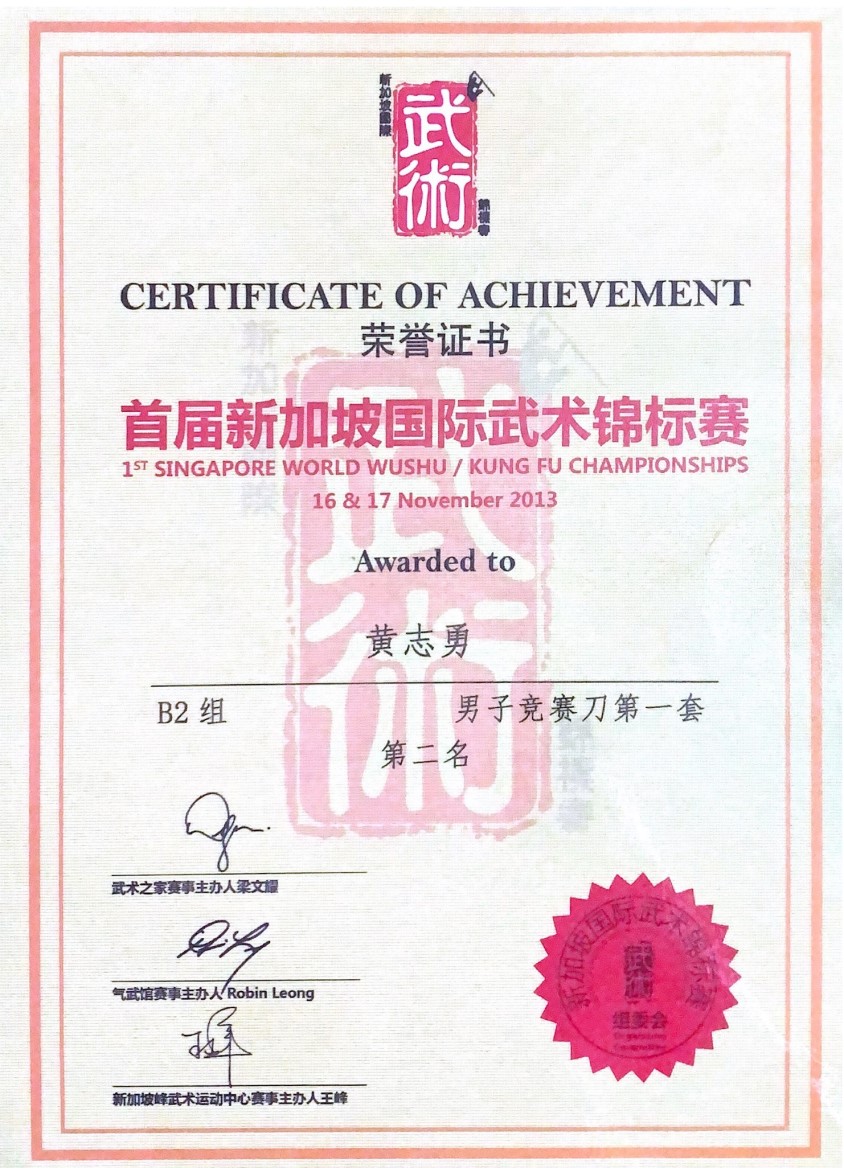 新加坡國際
武術
錦標賽
CERTIFICATE OF ACHIEVEMENT
荣誉证书
首届新加坡国际武术锦标赛
1ST SINGAPORE WORLD WUSHU / KUNG FU CHAMPIONSHIPS
16 & 17 November 2013
Awarded to
黄志勇
B2 组 男子竞赛刀第一套
第二名
武术之家赛事主办人梁文耀
气武馆赛事主办人 Robin Leong
新加坡峰武术运动中心赛事主办人王峰
新加坡国际武术锦标赛
武術
组委会